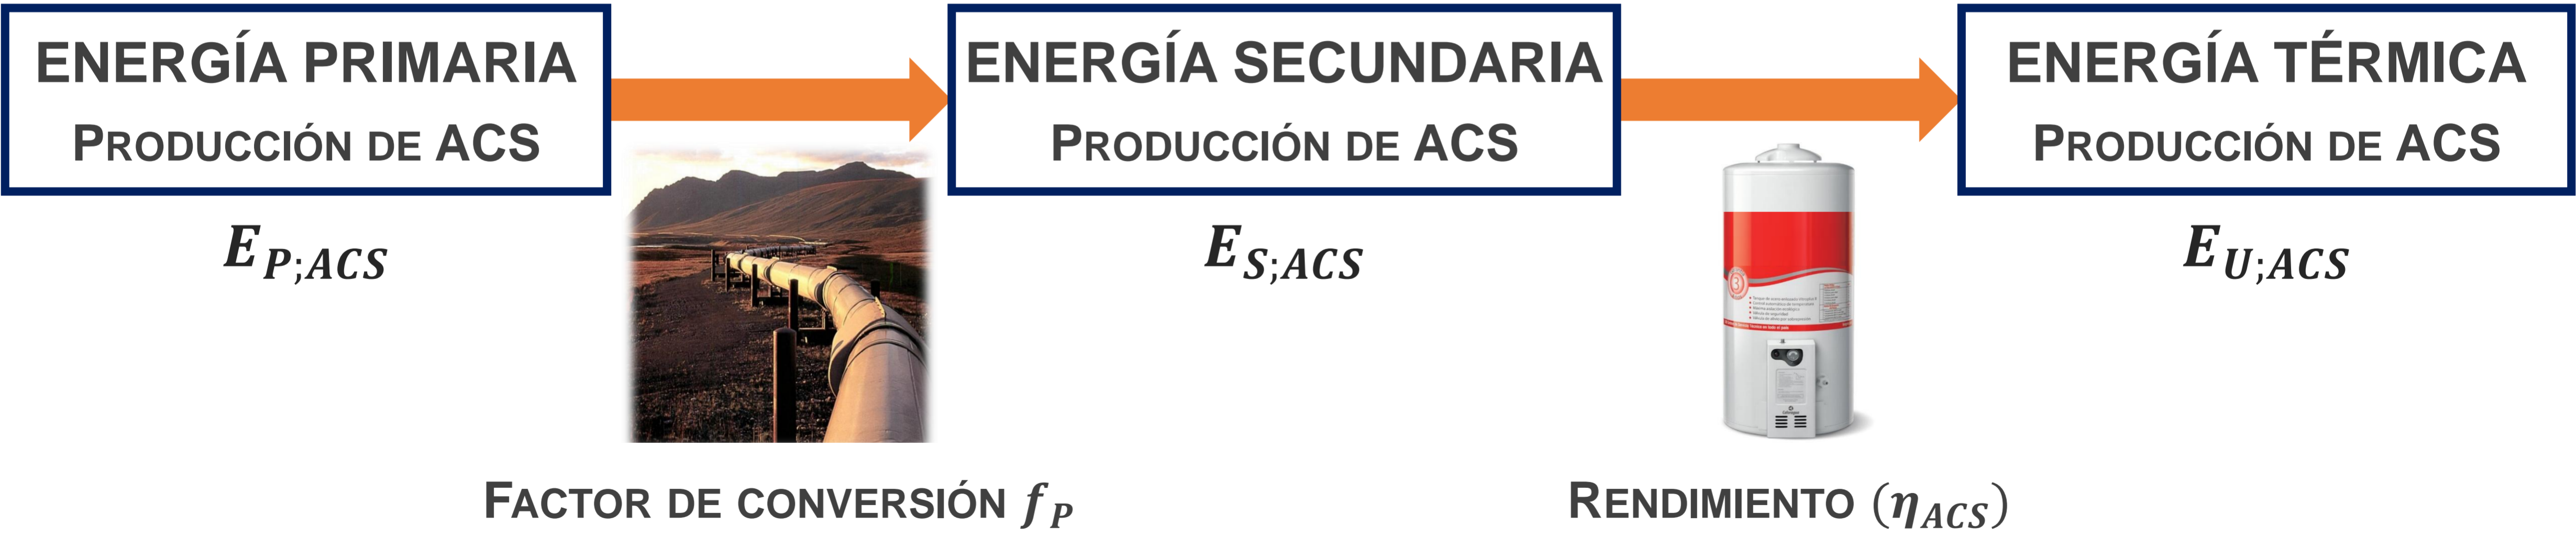 ENERGÍA PRIMARIA
PRODUCCIÓN DE ACS
ENERGÍA SECUNDARIA
PRODUCCIÓN DE ACS
ENERGÍA TÉRMICA
PRODUCCIÓN DE ACS
E_{P;ACS}
E_{S;ACS}
E_{U;ACS}
FACTOR DE CONVERSIÓN f_P
RENDIMIENTO (η_{ACS})